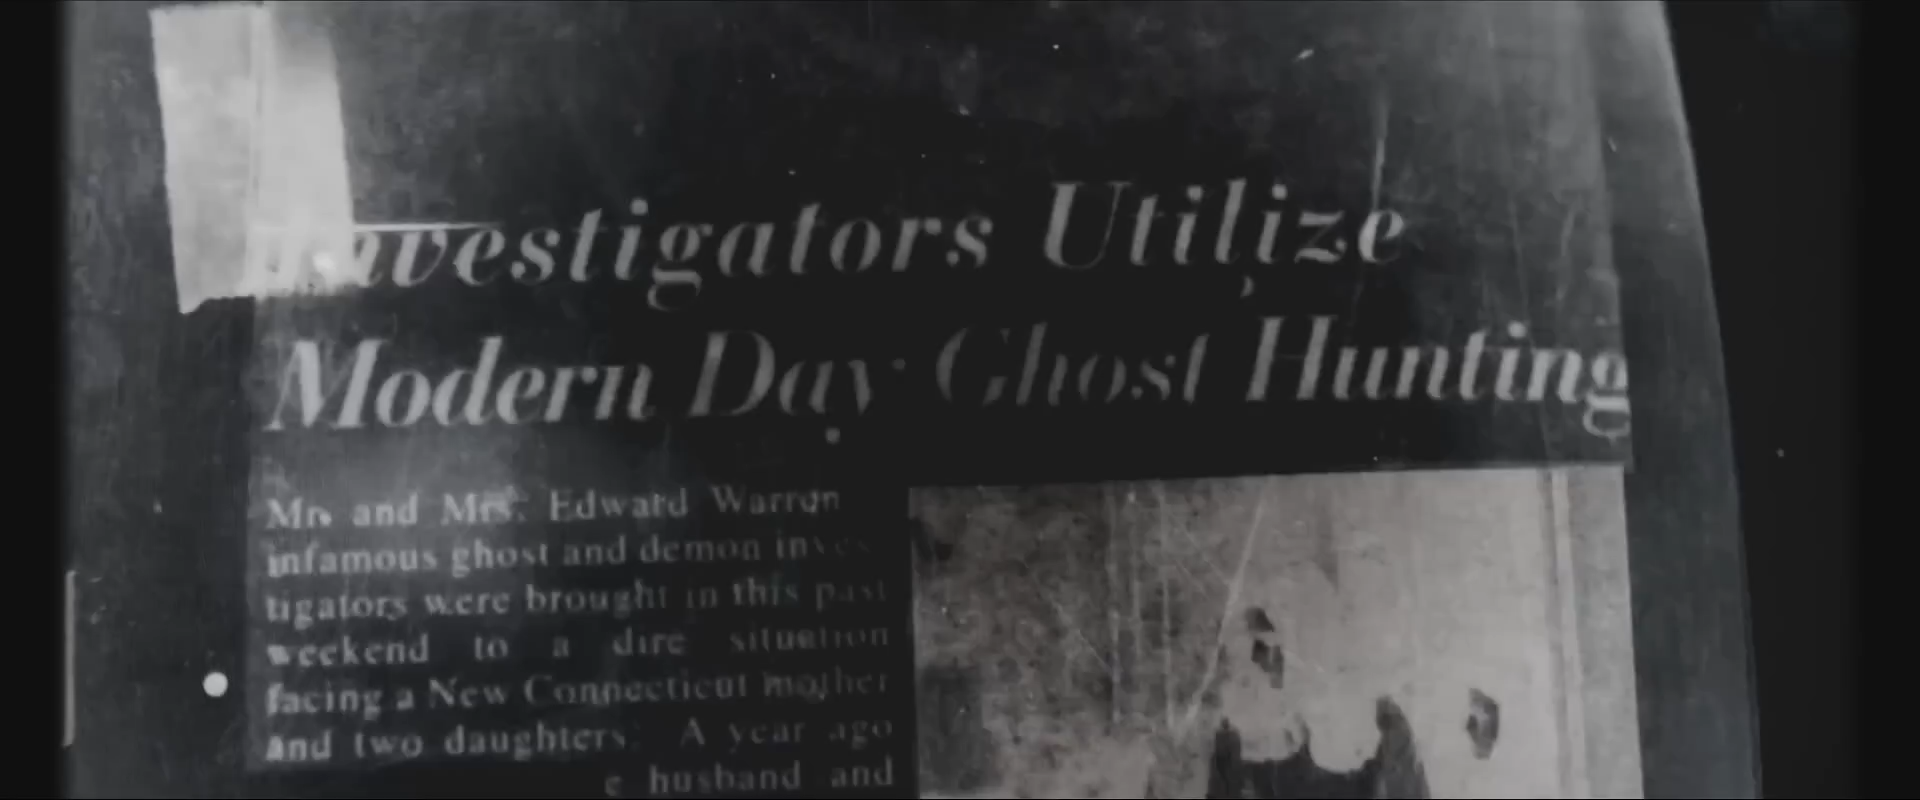 Investigators Utilize
Modern Day Ghost Hunting
Mr. and Mrs. Edward Warren
infamous ghost and demon inves-
tigators were brought in this past
weekend to a dire situation
facing a New Connecticut mother
and two daughters. A year ago
husband and